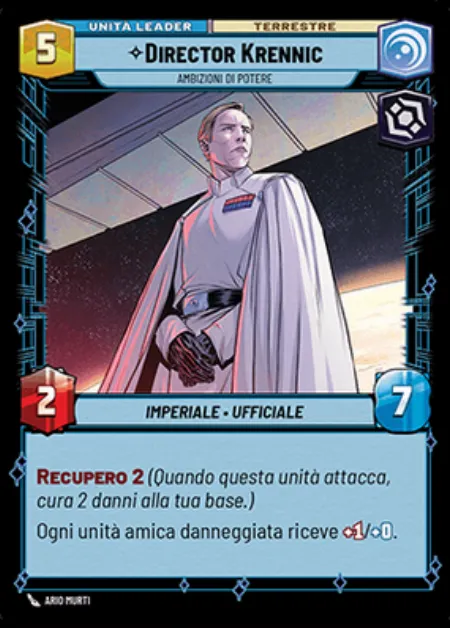 UNITÀ LEADER
TERRESTRE
5
✧DIRECTOR KRENNIC
AMBIZIONI DI POTERE
2
IMPERIALE • UFFICIALE
7
RECUPERO 2 (Quando questa unità attacca,
cura 2 danni alla tua base.)
Ogni unità amica danneggiata riceve +1/+0.
ARIO MURTI